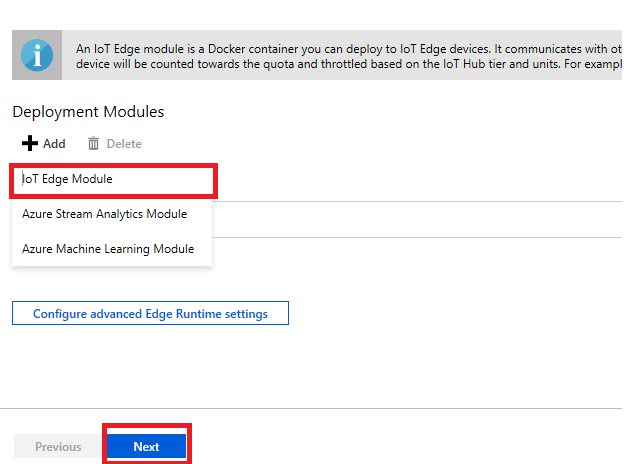 An IoT Edge module is a Docker container you can deploy to IoT Edge devices. It communicates with
device will be counted towards the quota and throttled based on the IoT Hub tier and units. For
Deployment Modules
Add Delete
IoT Edge Module
Azure Stream Analytics Module
Azure Machine Learning Module
Configure advanced Edge Runtime settings
Previous Next